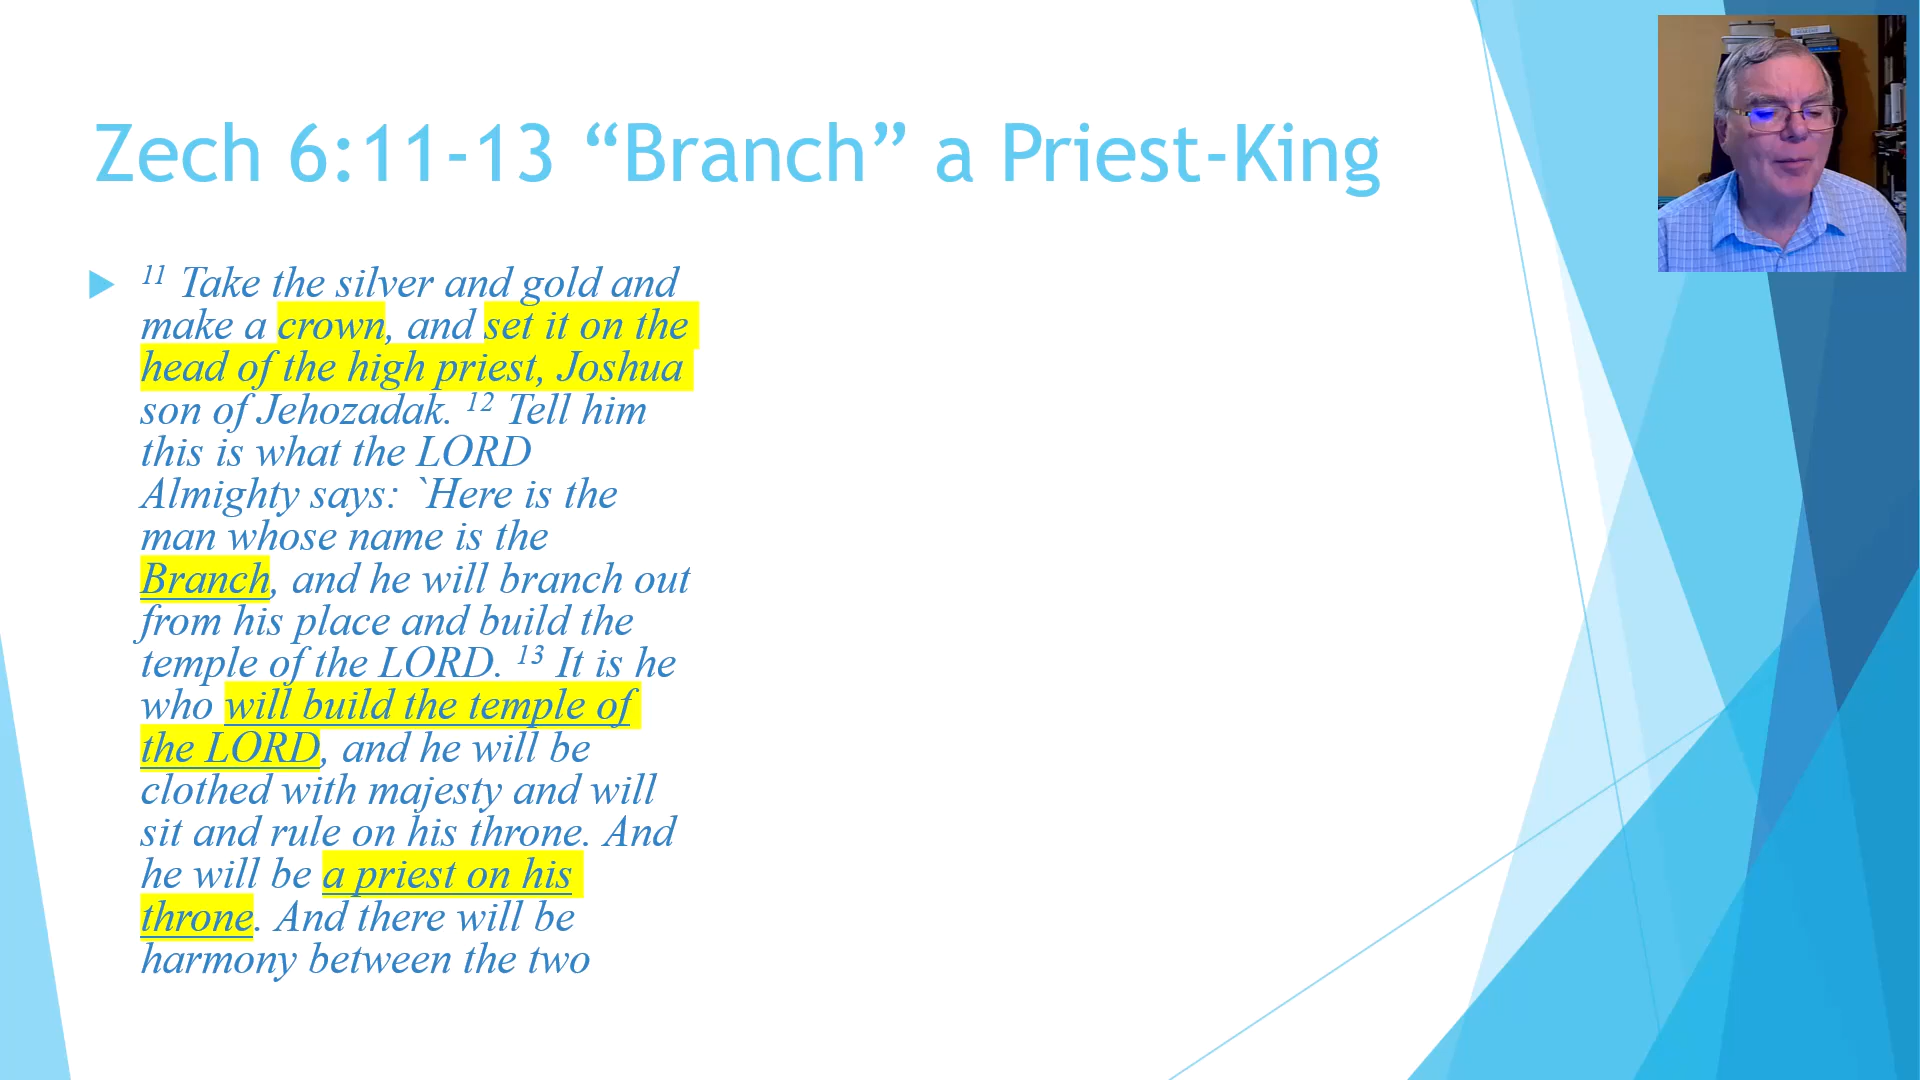 Zech 6:11-13 “Branch” a Priest-King
11 Take the silver and gold and
make a crown, and set it on the
head of the high priest, Joshua
son of Jehozadak. 12 Tell him
this is what the LORD
Almighty says: `Here is the
man whose name is the
Branch, and he will branch out
from his place and build the
temple of the LORD. 13 It is he
who will build the temple of
the LORD, and he will be
clothed with majesty and will
sit and rule on his throne. And
he will be a priest on his
throne. And there will be
harmony between the two